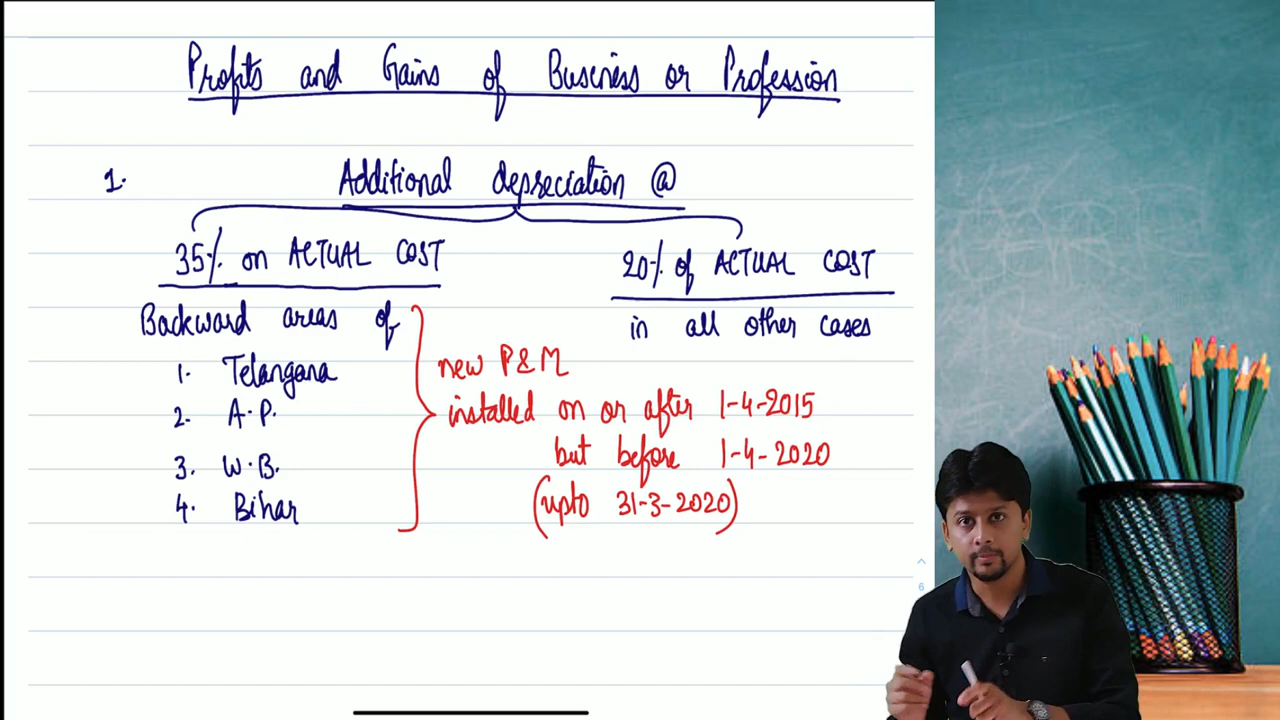 Profits and Gains of Business or Profession
1. Additional depreciation @
35% on ACTUAL COST
Backward areas of
1. Telangana
2. A.P.
3. W.B.
4. Bihar
new P&M
installed on or after 1-4-2015
but before 1-4-2020
(upto 31-3-2020)
20% of ACTUAL COST
in all other cases
6